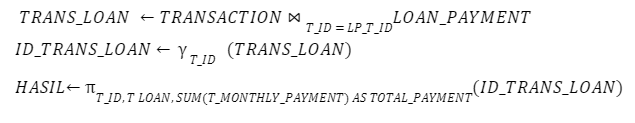 TRANS_LOAN ← TRANSACTION ⋈ T_ID = LP_T_ID LOAN_PAYMENT
ID_TRANS_LOAN ← γ T_ID (TRANS_LOAN)
HASIL← π T_ID, T LOAN, SUM(T_MONTHLY_PAYMENT) AS TOTAL_PAYMENT (ID_TRANS_LOAN)